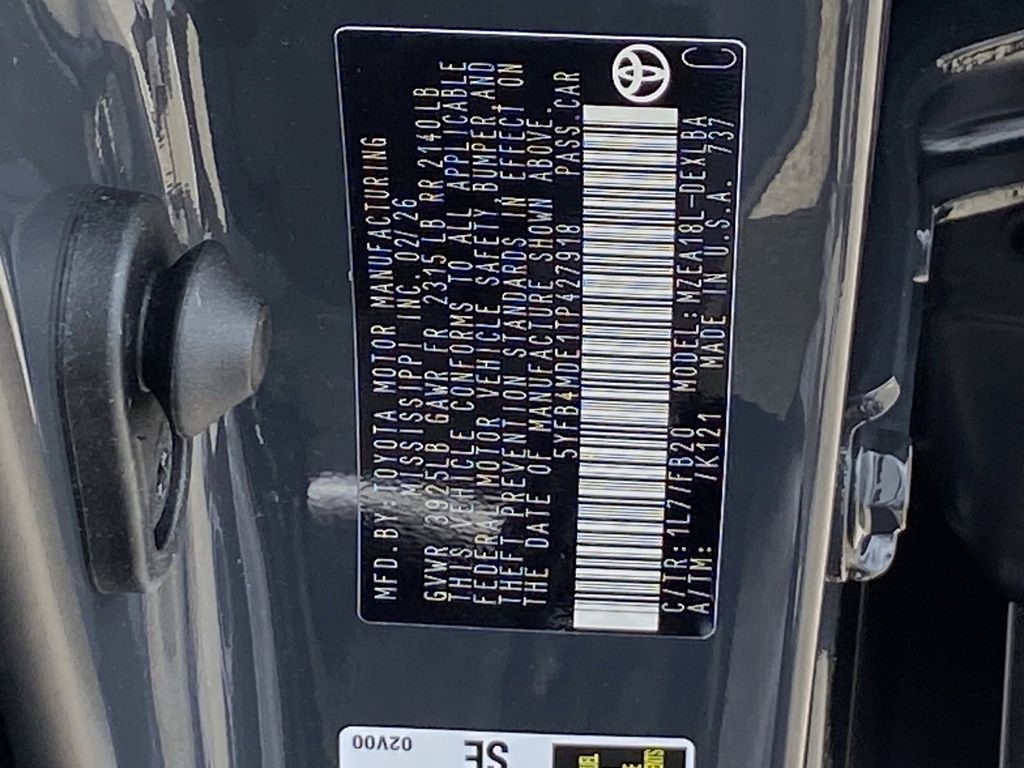 MFD.BY:TOYOTA MOTOR MANUFACTURING
MISSISSIPPI INC. 02/26
GVWR 3925LB GAWR FR 2315 LB RR 2140LB
THIS VEHICLE CONFORMS TO ALL APPLICABLE
FEDERAL MOTOR VEHICLE SAFETY, BUMPER, AND
THEFT PREVENTION STANDARDS IN EFFECT ON
THE DATE OF MANUFACTURE SHOWN ABOVE.
5YFB4MDE1TP427918 PASS.CAR
C/TR:1L7/FB20 MODEL:MZEA18L-DEXLBA
A/TM: /K121 MADE IN U.S.A. 737
C
02V00
SE